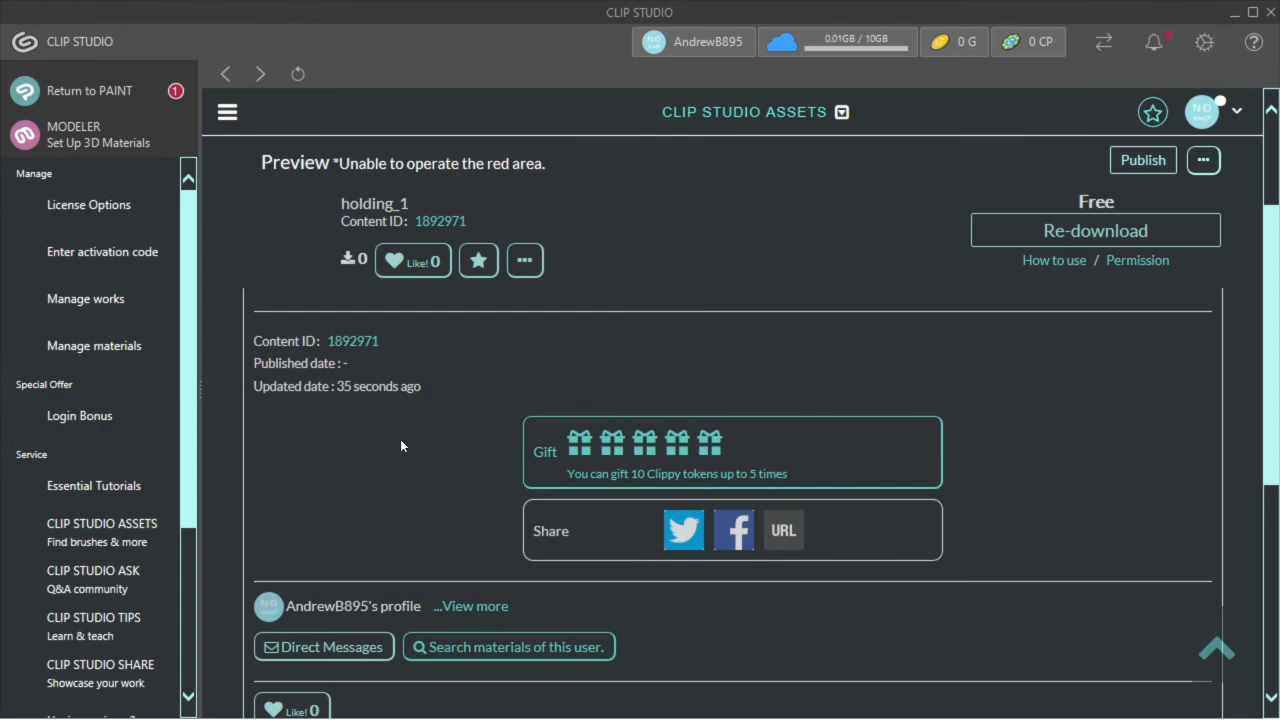 CLIP STUDIO
CLIP STUDIO
NO
AndrewB895
0.01GB / 10GB
0 G
0 CP
Return to PAINT
1
MODELER
Set Up 3D Materials
Manage
License Options
Enter activation code
Manage works
Manage materials
Special Offer
Login Bonus
Service
Essential Tutorials
CLIP STUDIO ASSETS
Find brushes & more
CLIP STUDIO ASK
Q&A community
CLIP STUDIO TIPS
Learn & teach
CLIP STUDIO SHARE
Showcase your work
CLIP STUDIO ASSETS
NO
Preview *Unable to operate the red area.
Publish
holding_1
Content ID: 1892971
0
Like! 0
Free
Re-download
How to use / Permission
Content ID: 1892971
Published date : -
Updated date : 35 seconds ago
Gift
You can gift 10 Clippy tokens up to 5 times
Share
URL
NO
AndrewB895's profile ...View more
Direct Messages
Search materials of this user.
Like! 0